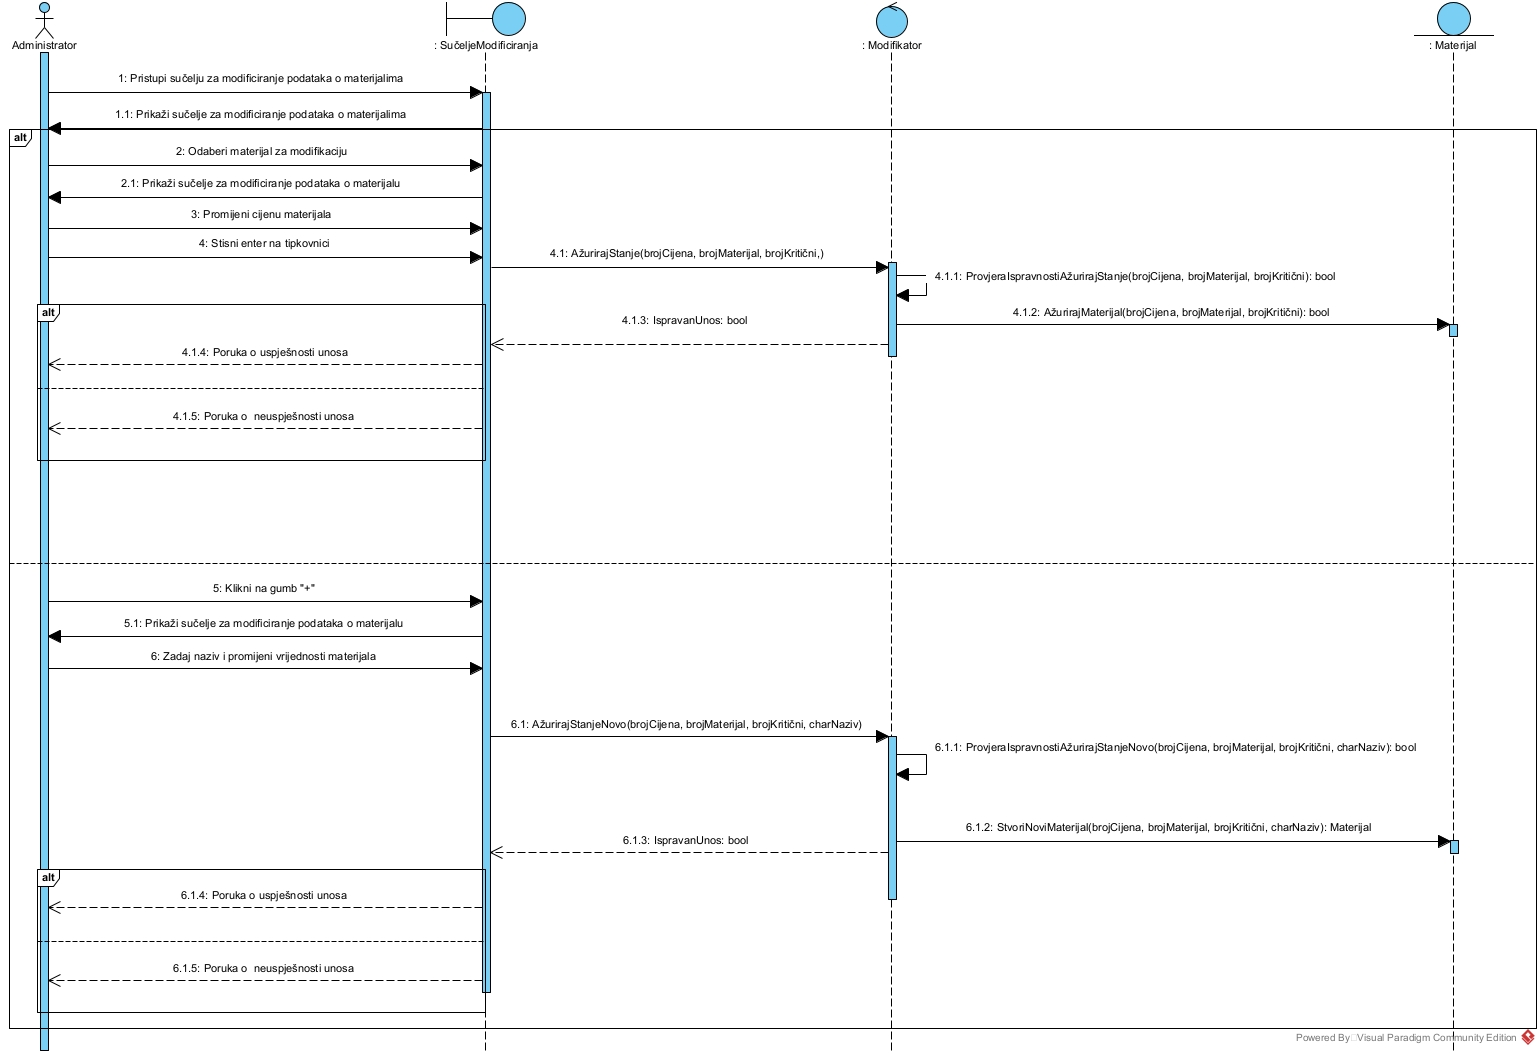 Administrator
: SučeljeModificiranja
: Modifikator
: Materijal
1: Pristupi sučelju za modificiranje podataka o materijalima
1.1: Prikaži sučelje za modificiranje podataka o materijalima
alt
2: Odaberi materijal za modifikaciju
2.1: Prikaži sučelje za modificiranje podataka o materijalu
3: Promijeni cijenu materijala
4: Stisni enter na tipkovnici
4.1: AžurirajStanje(brojCijena, brojMaterijal, brojKritični,)
4.1.1: ProvjeraIspravnostiAžurirajStanje(brojCijena, brojMaterijal, brojKritični): bool
4.1.2: AžurirajMaterijal(brojCijena, brojMaterijal, brojKritični): bool
alt
4.1.3: IspravanUnos: bool
4.1.4: Poruka o uspješnosti unosa
4.1.5: Poruka o  neuspješnosti unosa
5: Klikni na gumb "+"
5.1: Prikaži sučelje za modificiranje podataka o materijalu
6: Zadaj naziv i promijeni vrijednosti materijala
6.1: AžurirajStanjeNovo(brojCijena, brojMaterijal, brojKritični, charNaziv)
6.1.1: ProvjeraIspravnostiAžurirajStanjeNovo(brojCijena, brojMaterijal, brojKritični, charNaziv): bool
6.1.2: StvoriNoviMaterijal(brojCijena, brojMaterijal, brojKritični, charNaziv): Materijal
6.1.3: IspravanUnos: bool
alt
6.1.4: Poruka o uspješnosti unosa
6.1.5: Poruka o  neuspješnosti unosa
Powered By Visual Paradigm Community Edition